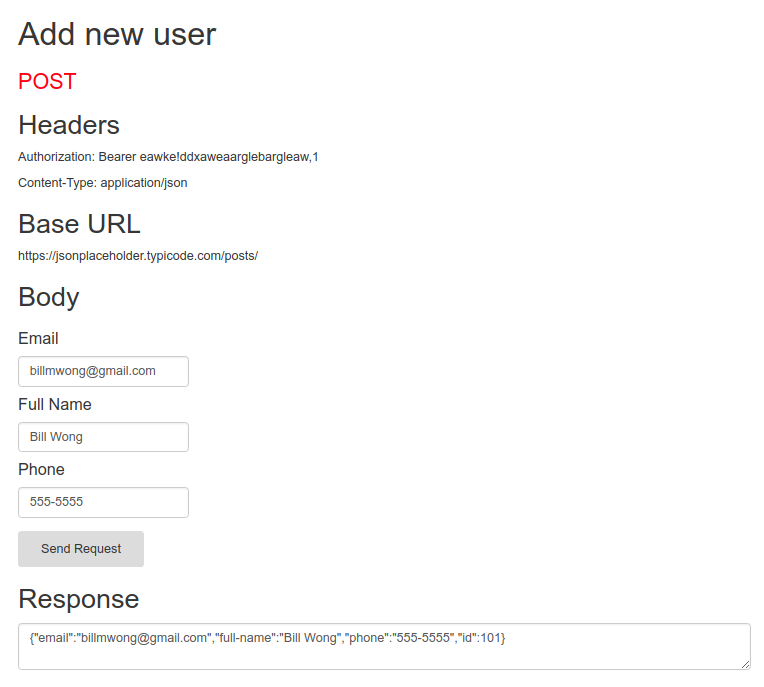 Add new user
POST
Headers
Authorization: Bearer eawke!ddxaweaarglebargleaw,1
Content-Type: application/json
Base URL
https://jsonplaceholder.typicode.com/posts/
Body
Email
billmwong@gmail.com
Full Name
Bill Wong
Phone
555-5555
Send Request
Response
{"email":"billmwong@gmail.com","full-name":"Bill Wong","phone":"555-5555","id":101}